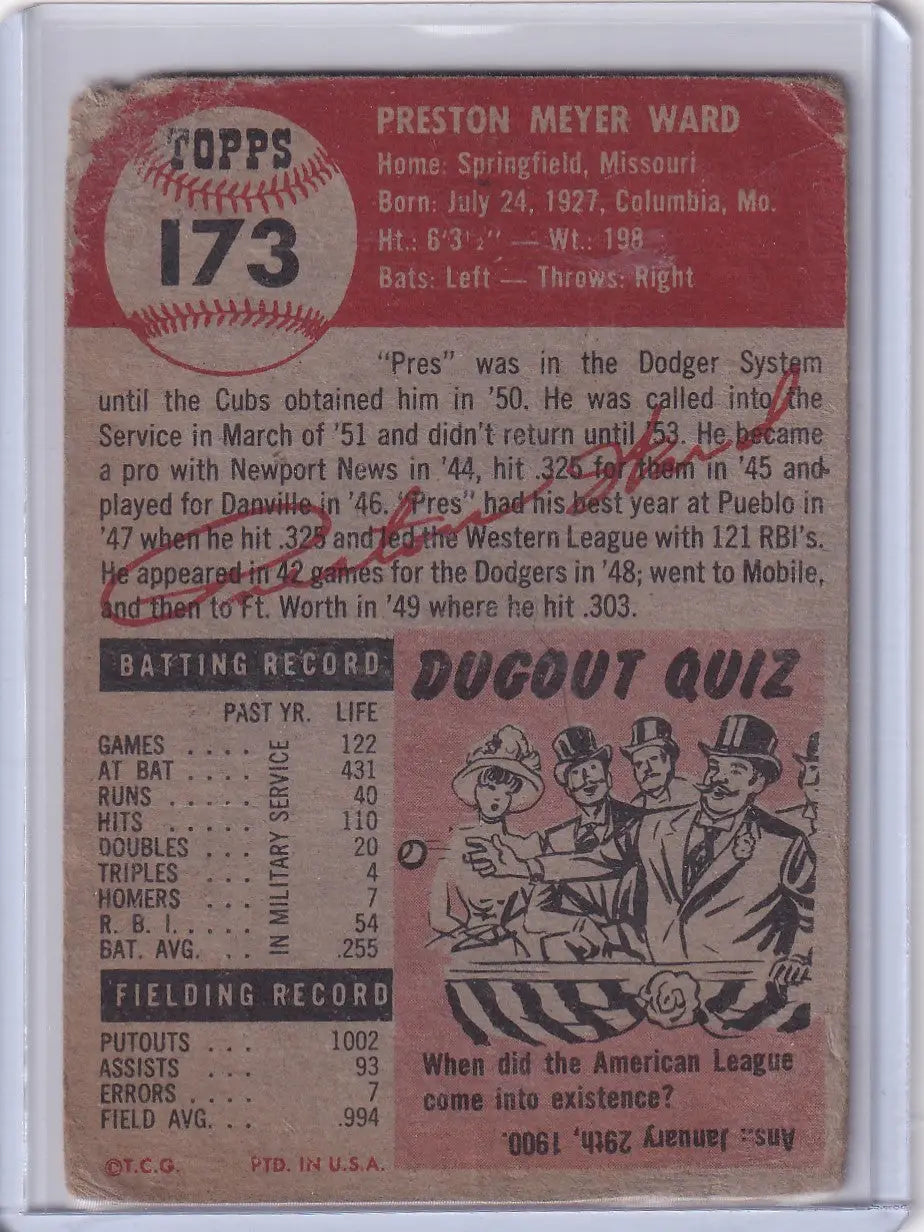 TOPPS
173
PRESTON MEYER WARD
Home: Springfield, Missouri
Born: July 24, 1927, Columbia, Mo.
Ht.: 6'3½" — Wt.: 198
Bats: Left — Throws: Right
"Pres" was in the Dodger System
until the Cubs obtained him in '50. He was called into the
Service in March of '51 and didn't return until '53. He became
a pro with Newport News in '44, hit .325 for them in '45 and
played for Danville in '46. "Pres" had his best year at Pueblo in
'47 when he hit .325 and led the Western League with 121 RBI's.
He appeared in 42 games for the Dodgers in '48; went to Mobile,
and then to Ft. Worth in '49 where he hit .303.
Preston Ward
BATTING RECORD
PAST YR. LIFE
GAMES .... 122
AT BAT .... 431
RUNS ..... 40
HITS ..... 110
DOUBLES ... 20
TRIPLES ... 4
HOMERS ... 7
R. B. I. .... 54
BAT. AVG. .. .255
IN MILITARY SERVICE
FIELDING RECORD
PUTOUTS ... 1002
ASSISTS ... 93
ERRORS .... 7
FIELD AVG. .. .994
©T.C.G. PTD. IN U.S.A.
DUGOUT QUIZ
When did the American League
come into existence?
Ans.: January 29th, 1900.